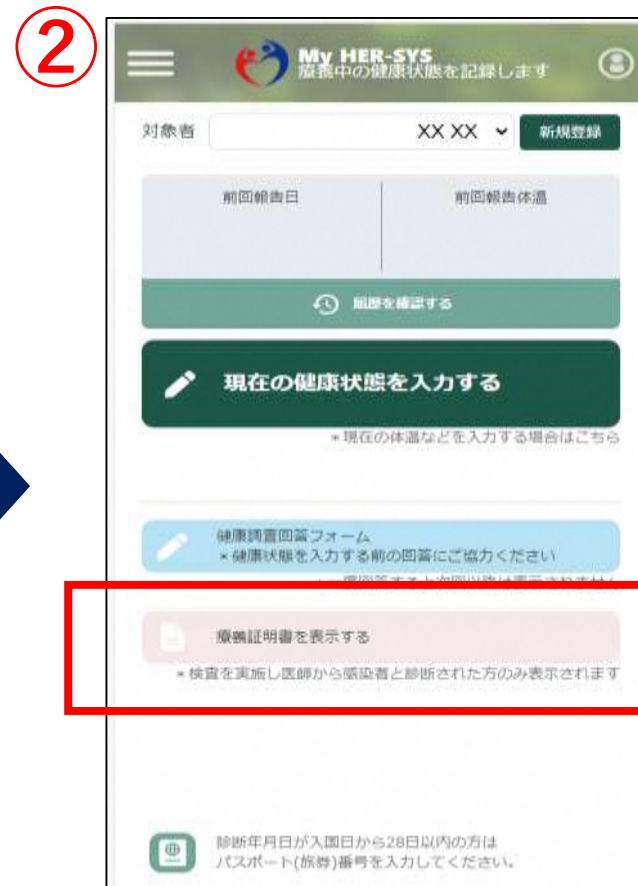 ②
My HER-SYS
療養中の健康状態を記録します
対象者 XX XX 新規登録
前回報告日 前回報告体温
履歴を確認する
現在の健康状態を入力する
*現在の体温などを入力する場合はこちら
健康調査回答フォーム
*健康状態を入力する前の回答にご協力ください
療養証明書を表示する
*検査を実施し医師から感染者と診断された方のみ表示されます
診断年月日が入国日から28日以内の方は
パスポート(旅券)番号を入力してください。